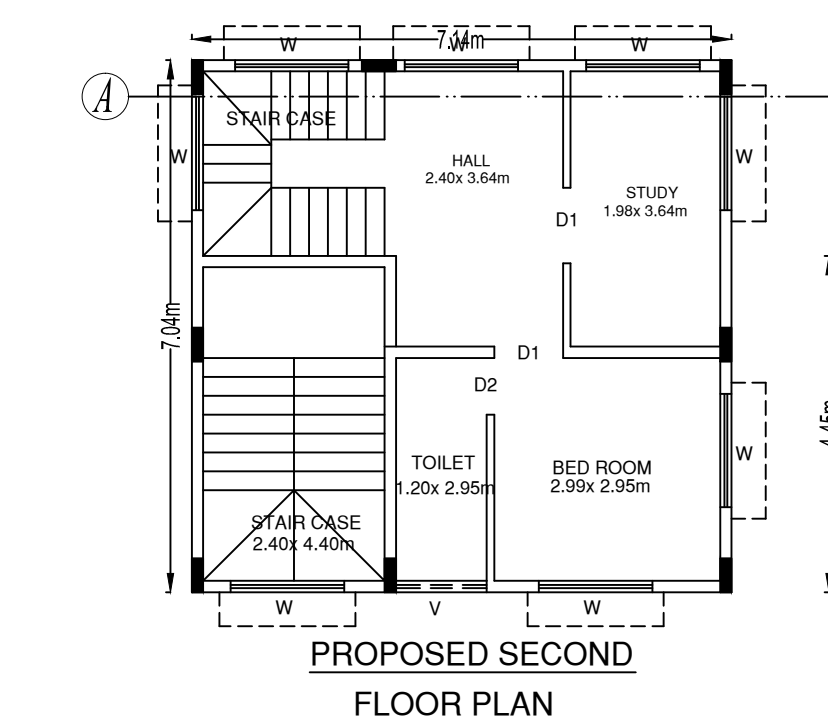 W
7.14m
W
W
A
STAIR CASE
W
HALL
2.40x 3.64m
W
STUDY
1.98x 3.64m
D1
7.04m
D1
D2
TOILET
1.20x 2.95m
BED ROOM
2.99x 2.95m
W
STAIR CASE
2.40x 4.40m
W
V
W
PROPOSED SECOND
FLOOR PLAN